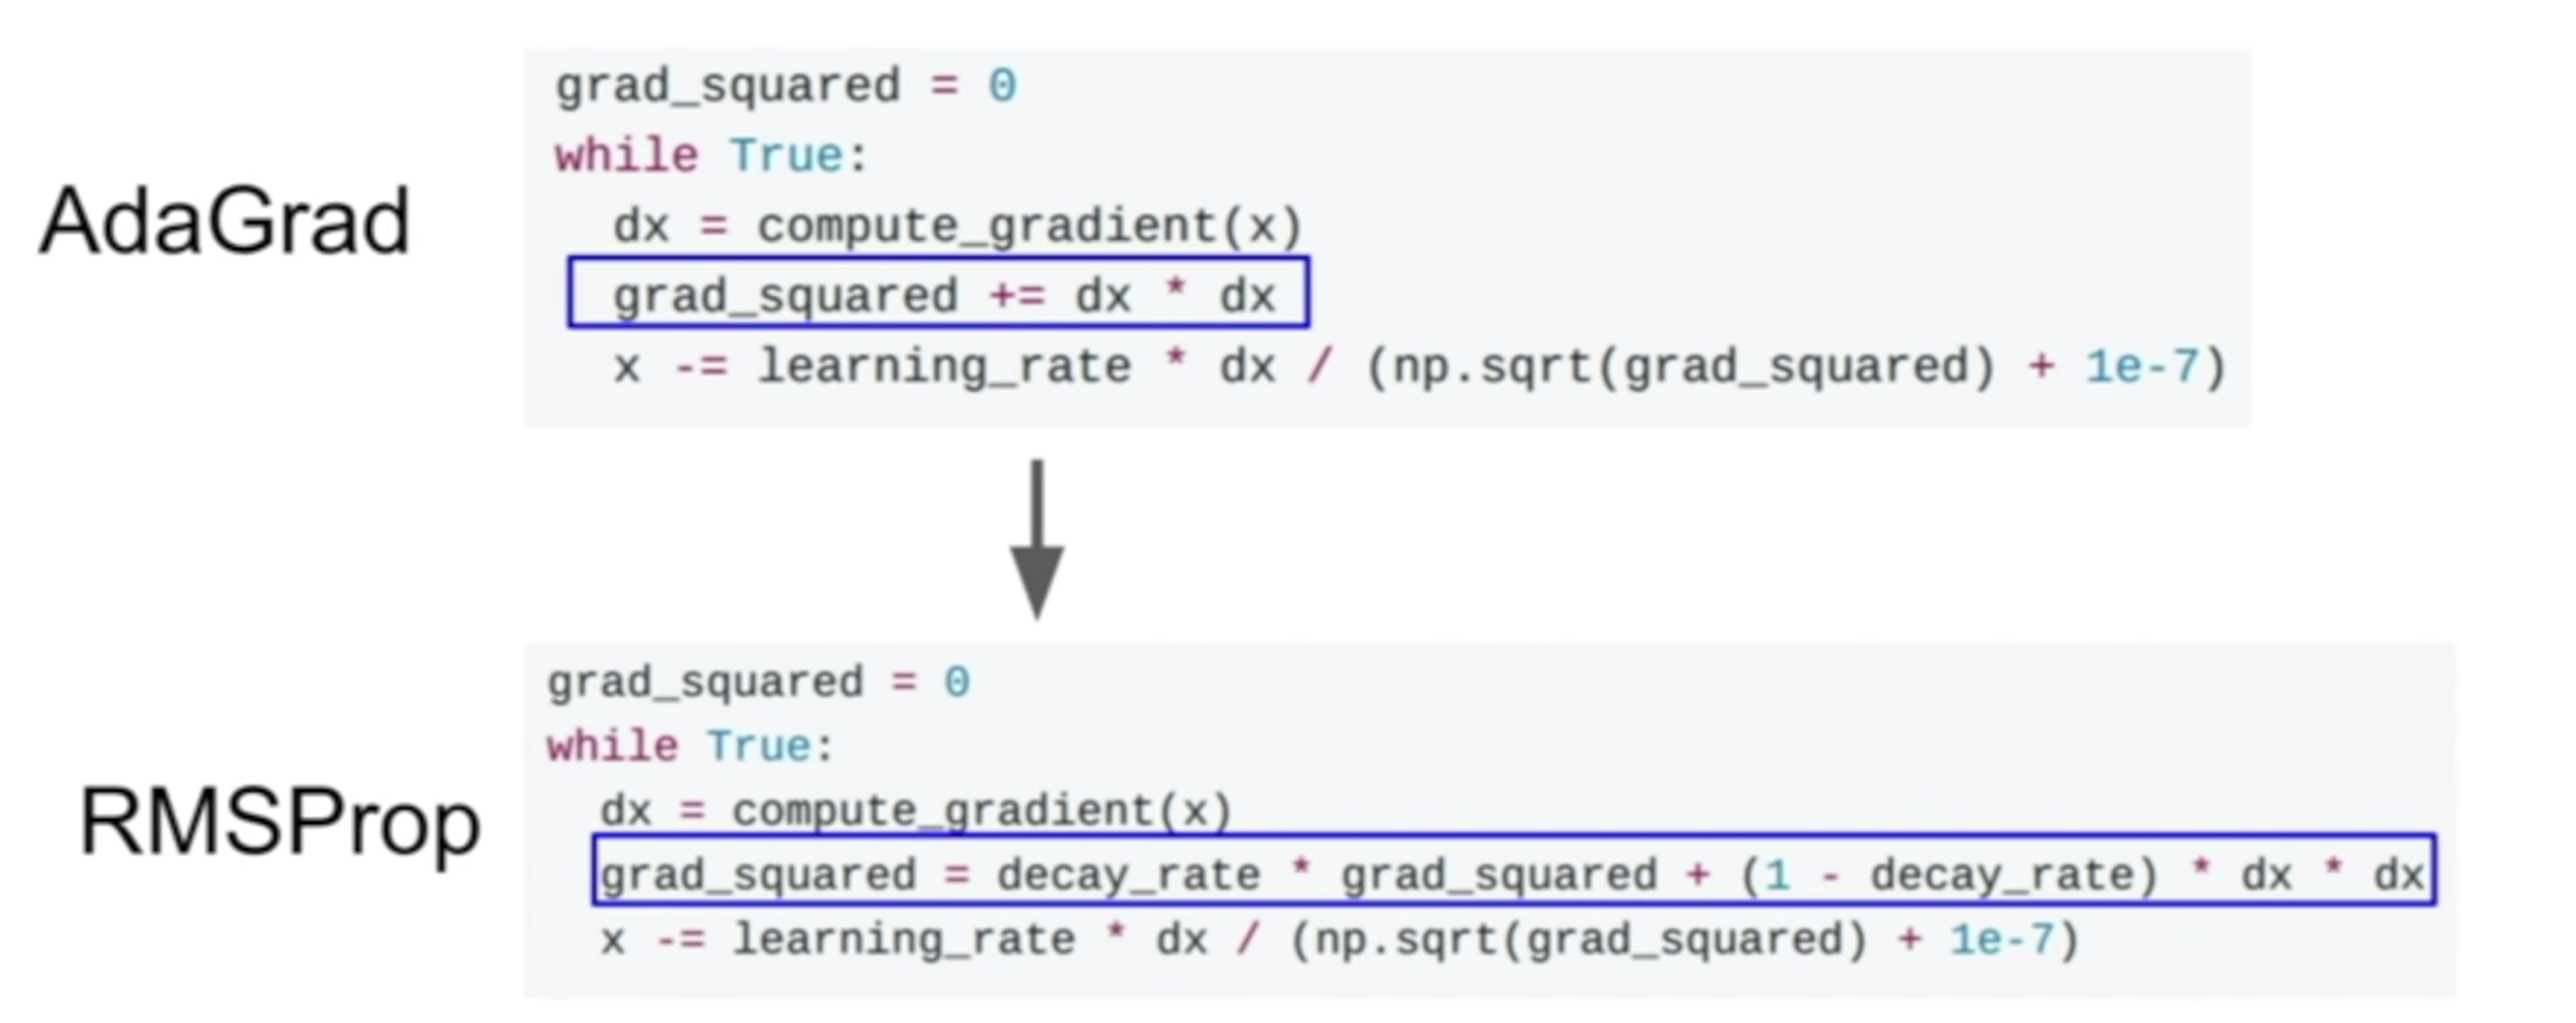 AdaGrad
grad_squared = 0
while True:
  dx = compute_gradient(x)
  grad_squared += dx * dx
  x -= learning_rate * dx / (np.sqrt(grad_squared) + 1e-7)
RMSProp
grad_squared = 0
while True:
  dx = compute_gradient(x)
  grad_squared = decay_rate * grad_squared + (1 - decay_rate) * dx * dx
  x -= learning_rate * dx / (np.sqrt(grad_squared) + 1e-7)